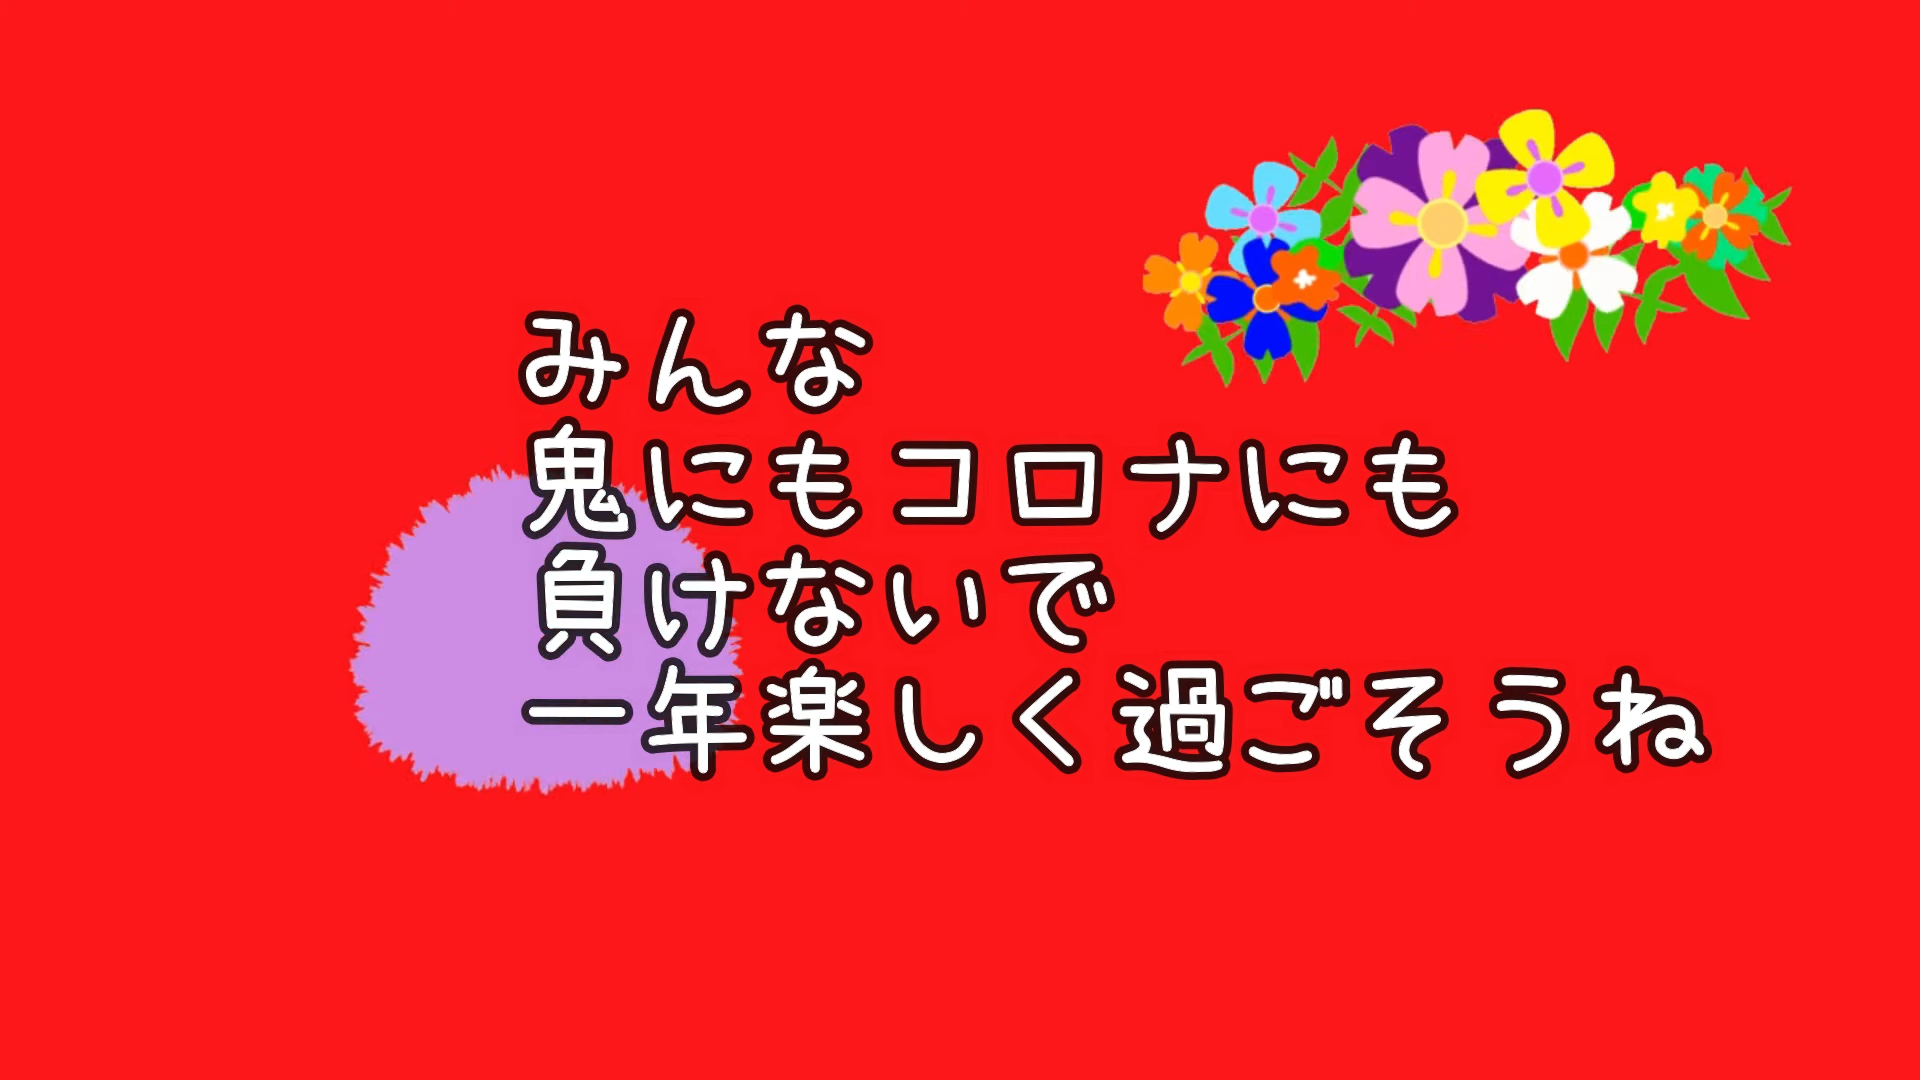 みんな
鬼にもコロナにも
負けないで
一年楽しく過ごそうね